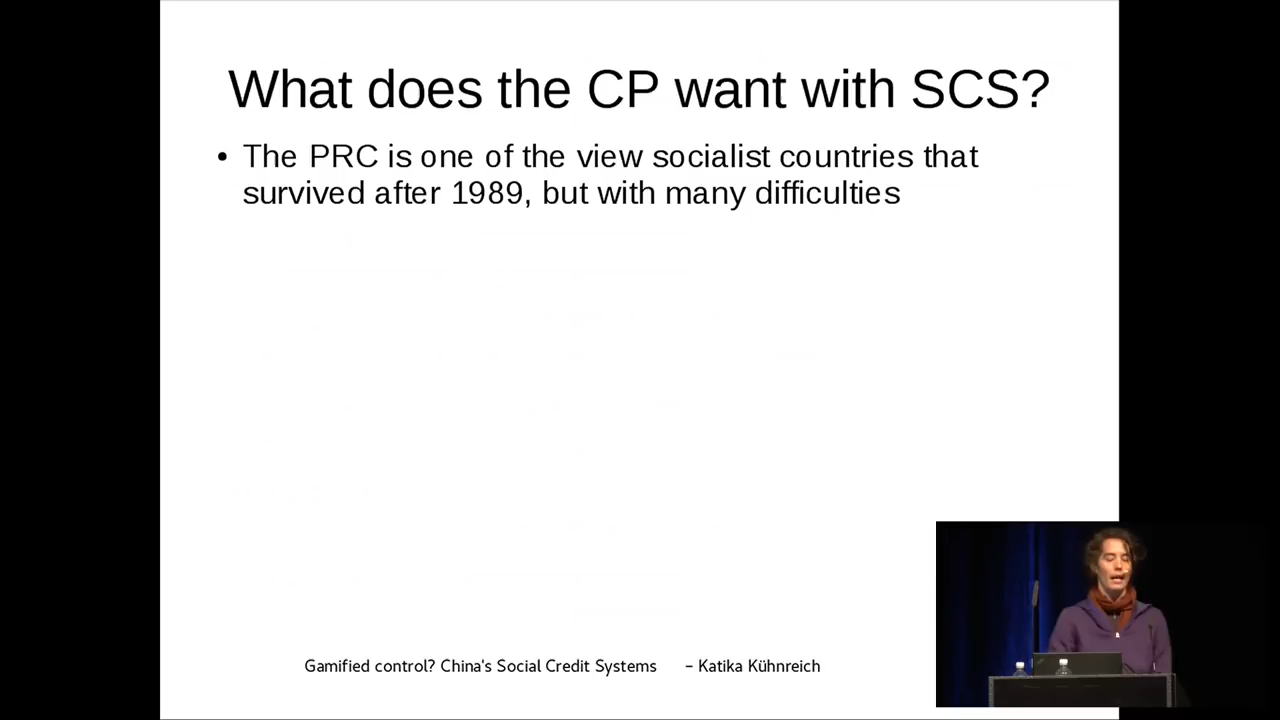 What does the CP want with SCS?
• The PRC is one of the view socialist countries that
survived after 1989, but with many difficulties
Gamified control? China's Social Credit Systems – Katika Kühnreich